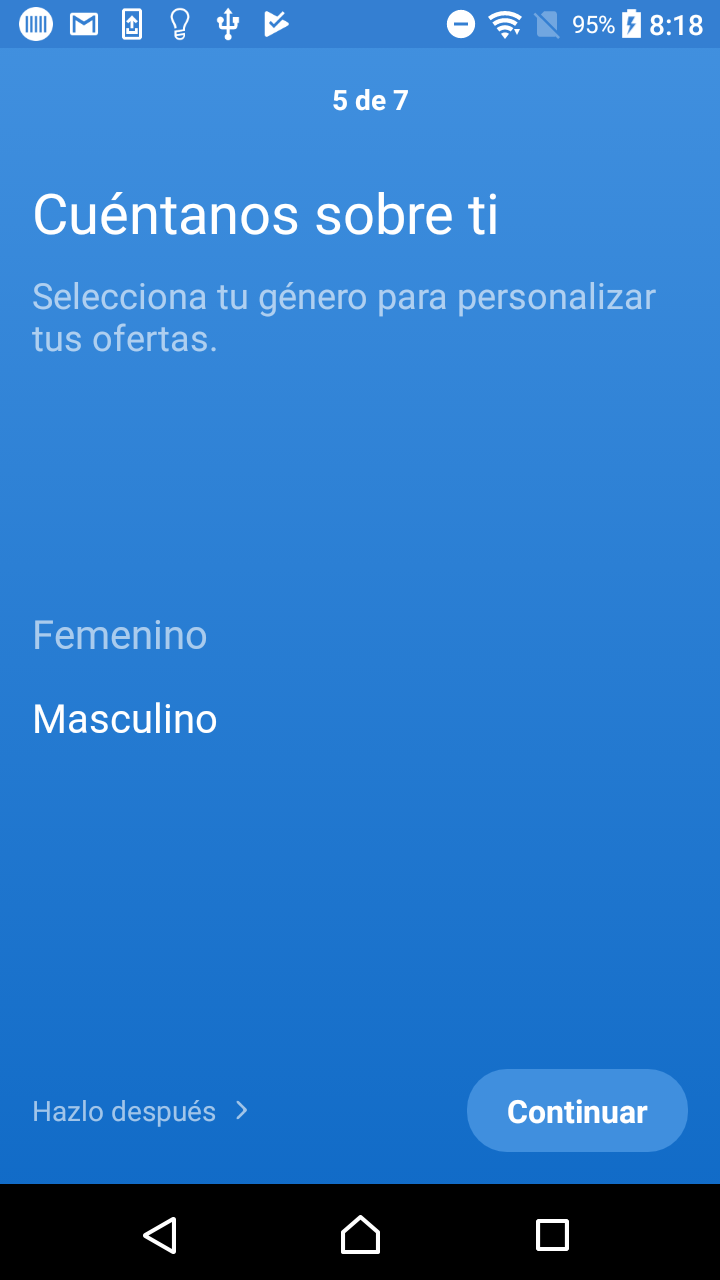 95% 8:18
5 de 7
Cuéntanos sobre ti
Selecciona tu género para personalizar
tus ofertas.
Femenino
Masculino
Hazlo después
Continuar